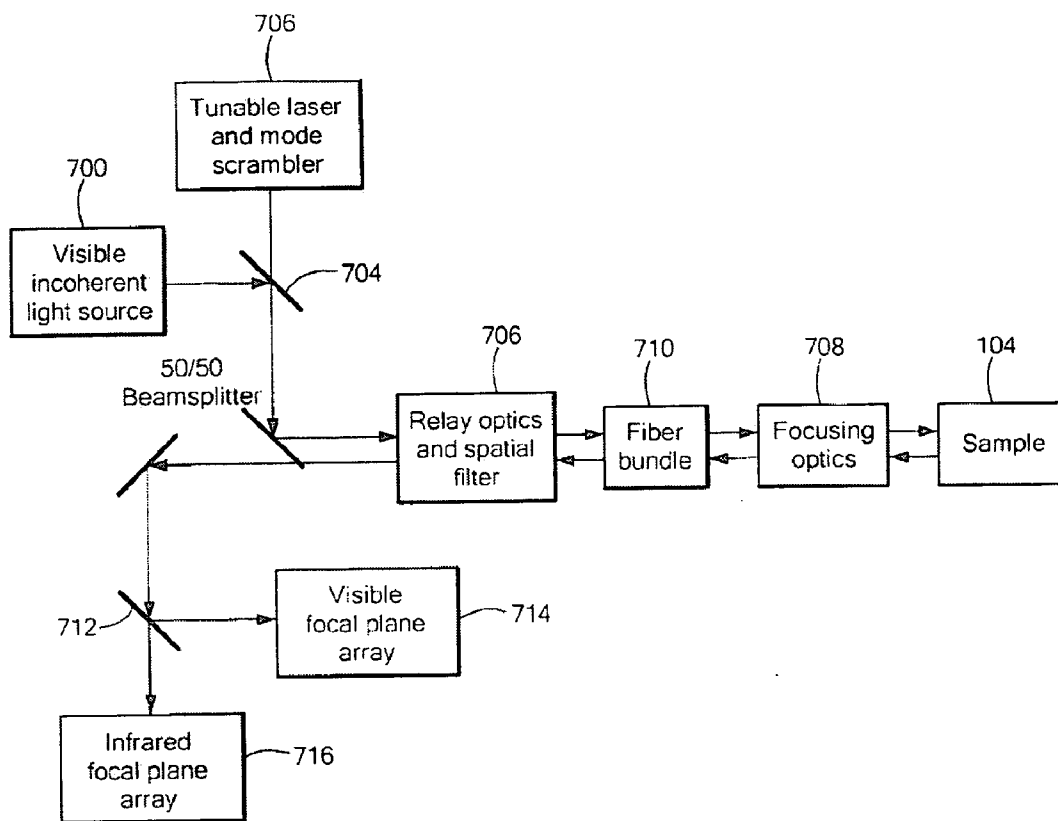 706
Tunable laser
and mode
scrambler
700
Visible
incoherent
light source
704
50/50
Beamsplitter
706
Relay optics
and spatial
filter
710
Fiber
bundle
708
Focusing
optics
104
Sample
712
Visible
focal plane
array
714
Infrared
focal plane
array
716